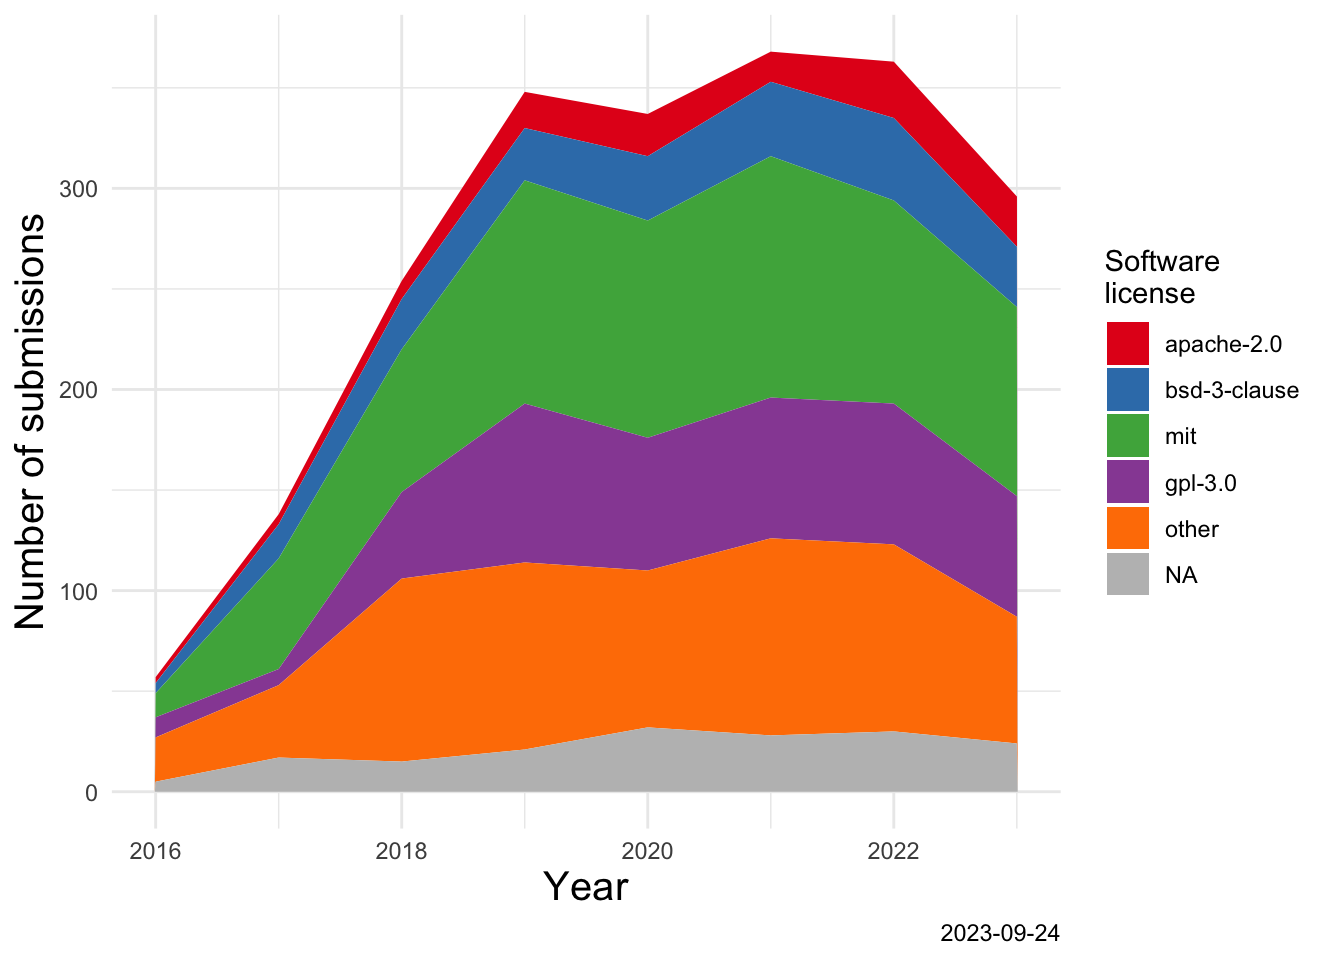 Number of submissions
300
200
100
0
2016
2018
2020
2022
Year
Software
license
apache-2.0
bsd-3-clause
mit
gpl-3.0
other
NA
2023-09-24